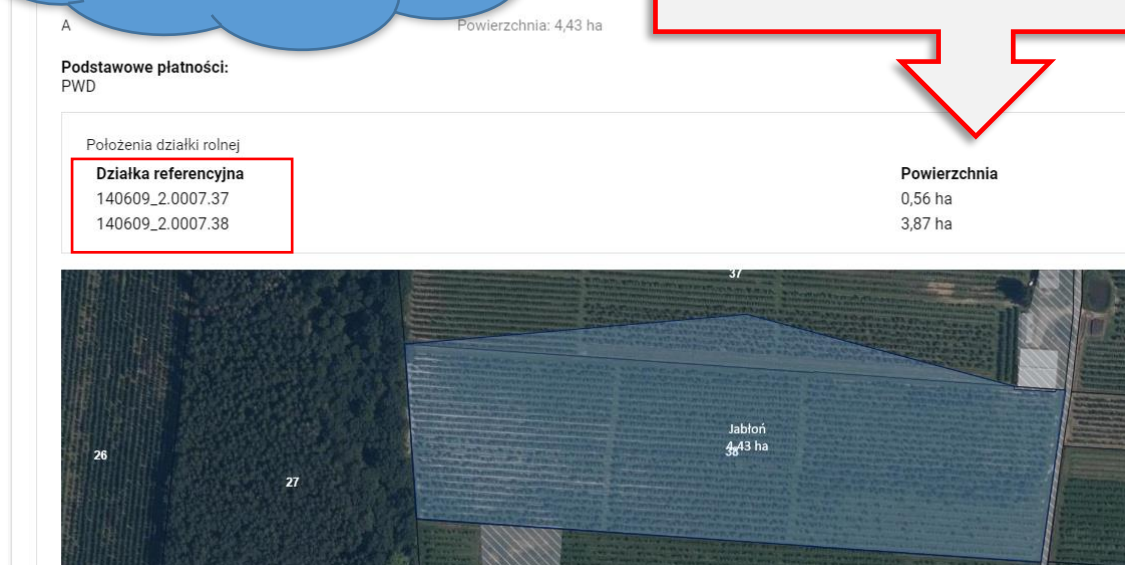 A Powierzchnia: 4,43 ha
Podstawowe płatności:
PWD
Położenia działki rolnej
Działka referencyjna Powierzchnia
140609_2.0007.37 0,56 ha
140609_2.0007.38 3,87 ha
37
Jabłoń
4,43 ha
38
26
27